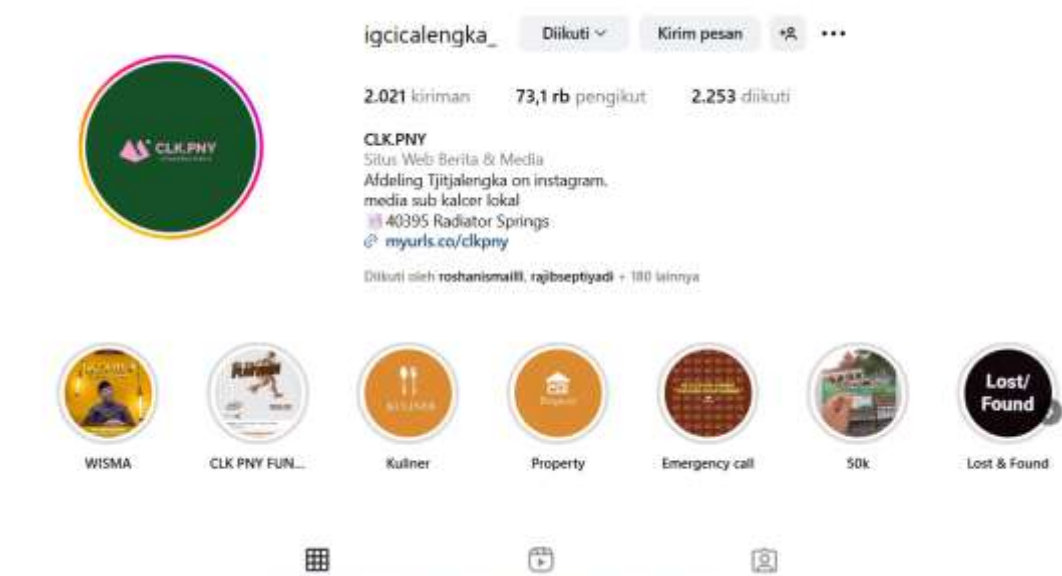 igcicalengka_ Diikuti Kirim pesan
2.021 kiriman 73,1 rb pengikut 2.253 diikuti
CLK.PNY
CLK.PNY
Situs Web Berita & Media
Afdeling Tjitjalengka on instagram.
media sub kalcer lokal
40395 Radiator Springs
myurls.co/clkpny
Diikuti oleh roshanismailll, rajibseptiyadi + 180 lainnya
KULINER
Property
Lost/
Found
WISMA CLK PNY FUN... Kuliner Property Emergency call 50k Lost & Found